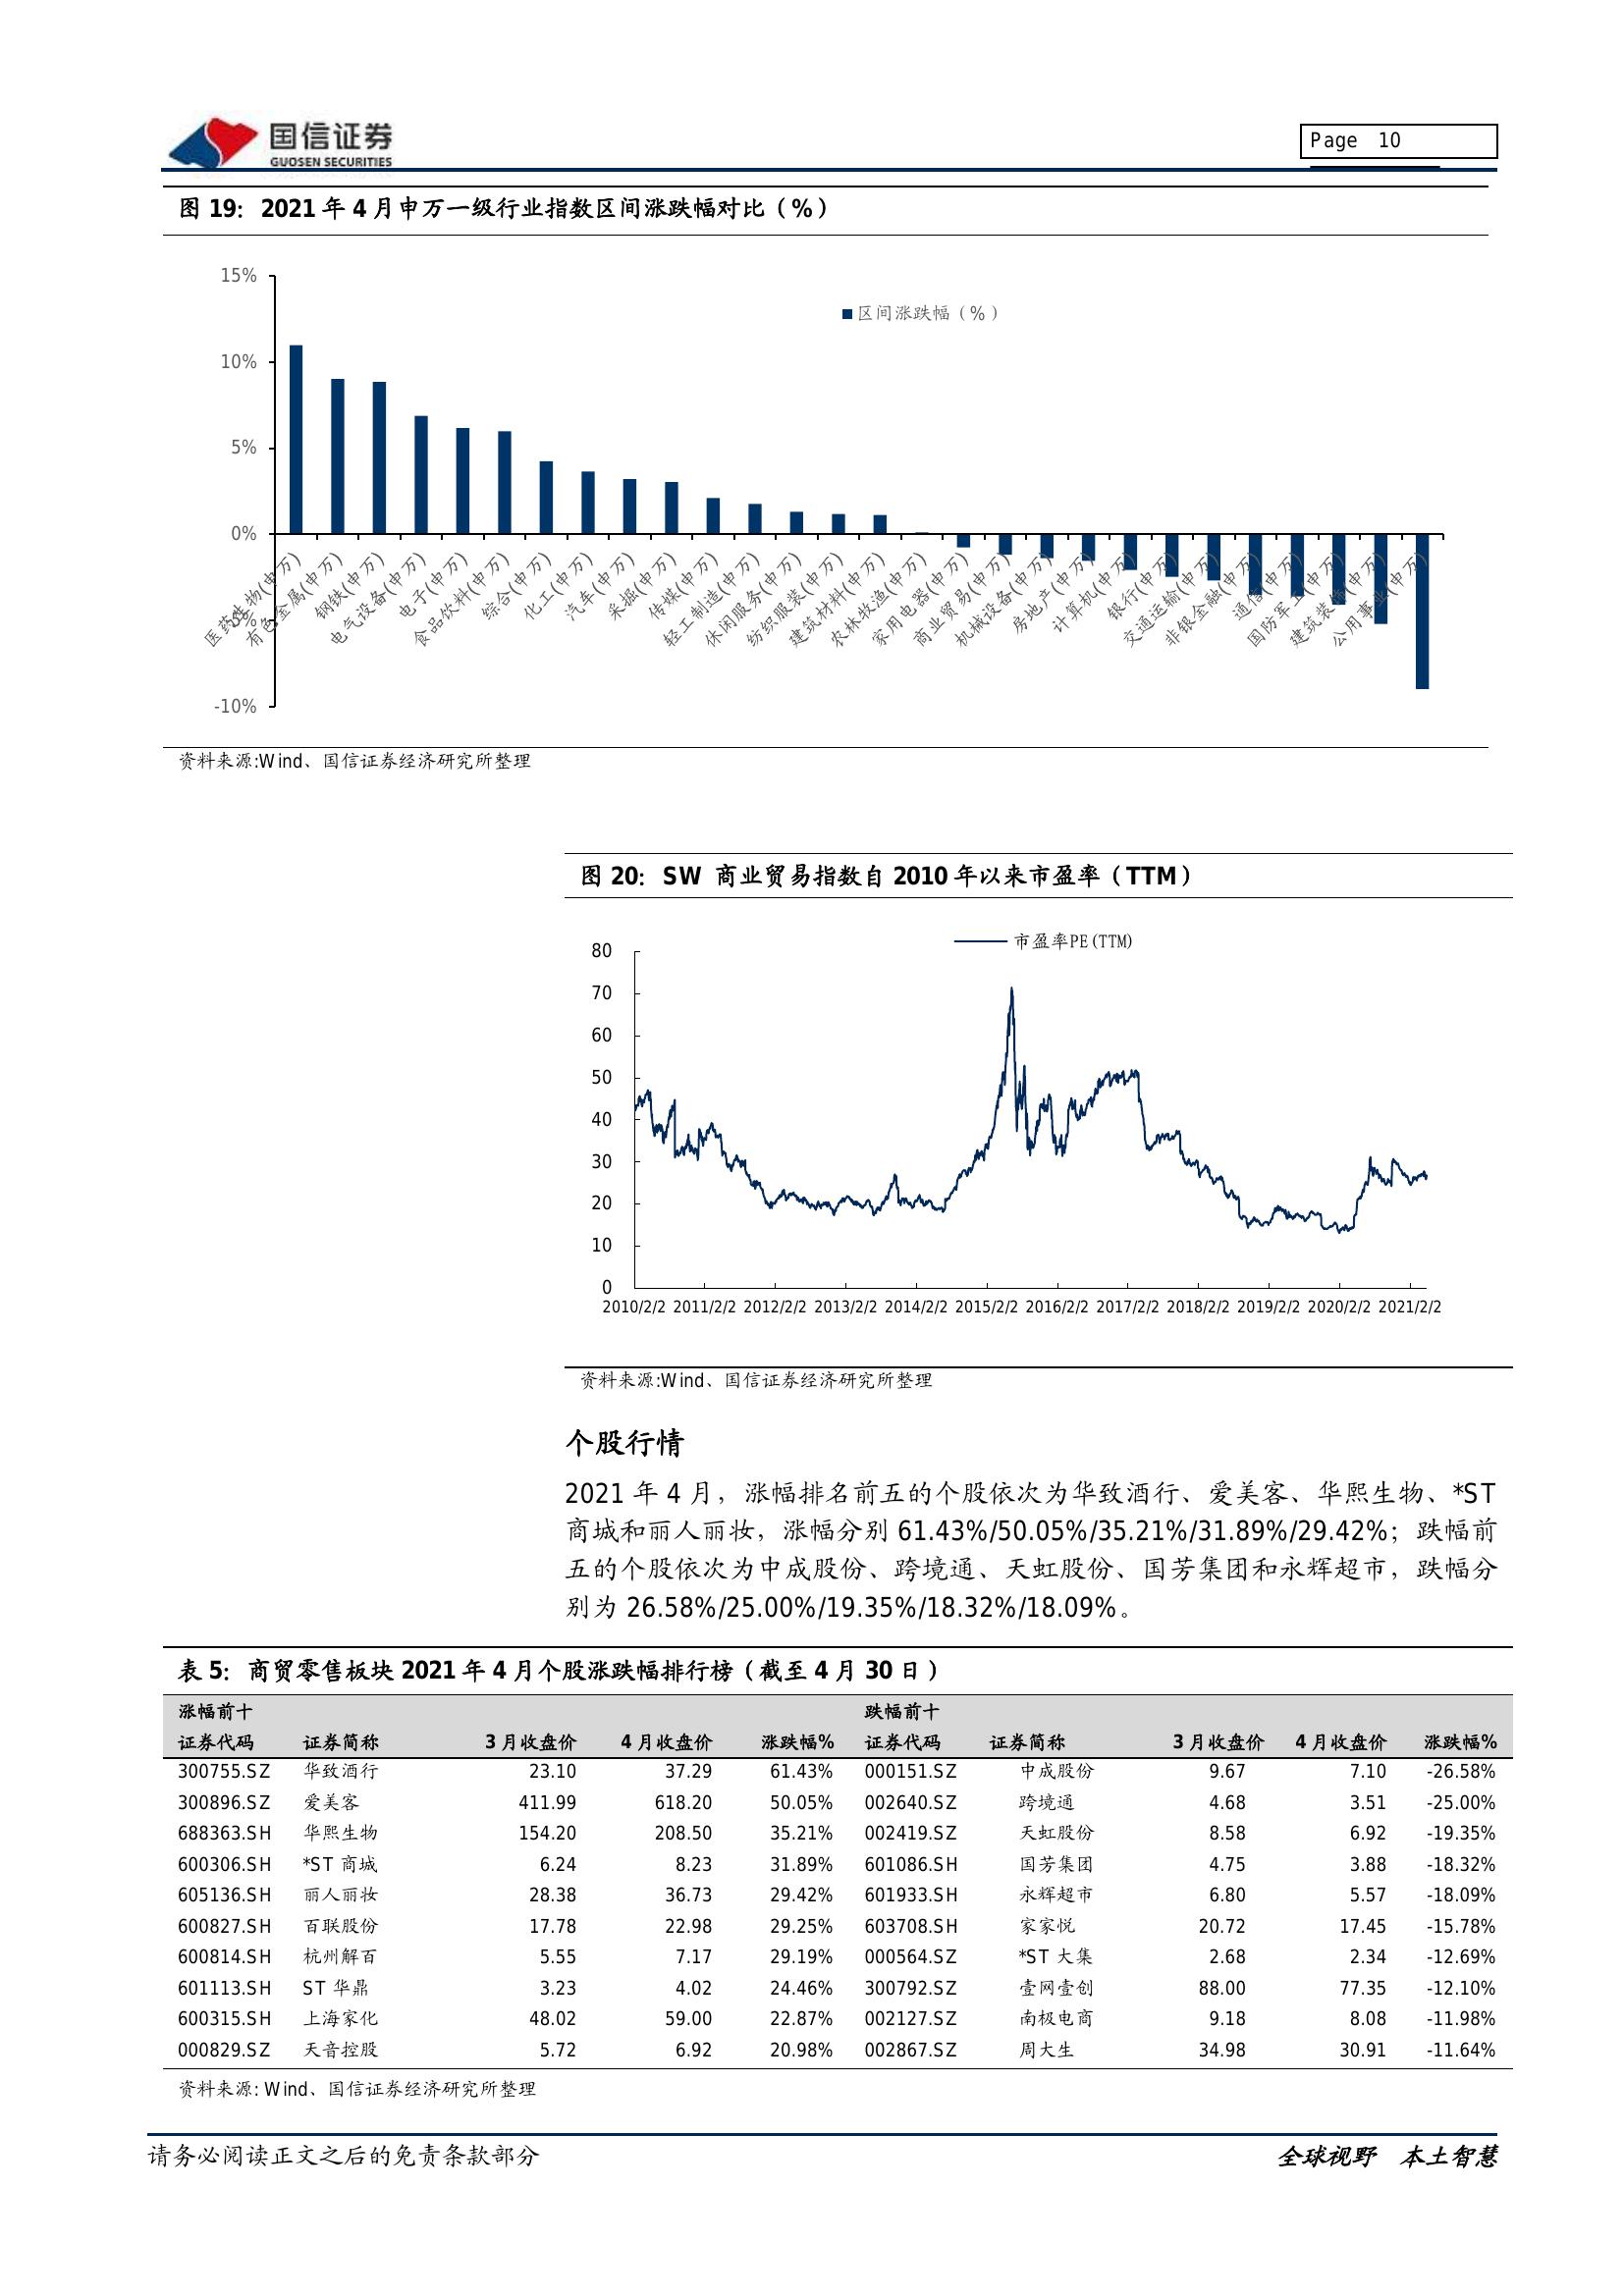 国信证券
GUOSEN SECURITIES
Page 10
图 19：2021 年 4 月申万一级行业指数区间涨跌幅对比（%）
15%
区间涨跌幅（%）
10%
5%
0%
-10%
医药生物(申万)
有色金属(申万)
钢铁(申万)
电气设备(申万)
电子(申万)
食品饮料(申万)
综合(申万)
化工(申万)
汽车(申万)
采掘(申万)
传媒(申万)
轻工制造(申万)
休闲服务(申万)
纺织服装(申万)
建筑材料(申万)
农林牧渔(申万)
家用电器(申万)
商业贸易(申万)
机械设备(申万)
房地产(申万)
计算机(申万)
银行(申万)
交通运输(申万)
非银金融(申万)
通信(申万)
国防军工(申万)
建筑装饰(申万)
公用事业(申万)
资料来源:Wind、国信证券经济研究所整理
图 20：SW 商业贸易指数自 2010 年以来市盈率（TTM）
市盈率PE(TTM)
80
70
60
50
40
30
20
10
0
2010/2/2 2011/2/2 2012/2/2 2013/2/2 2014/2/2 2015/2/2 2016/2/2 2017/2/2 2018/2/2 2019/2/2 2020/2/2 2021/2/2
资料来源:Wind、国信证券经济研究所整理
个股行情
2021 年 4 月，涨幅排名前五的个股依次为华致酒行、爱美客、华熙生物、*ST
商城和丽人丽妆，涨幅分别 61.43%/50.05%/35.21%/31.89%/29.42%；跌幅前
五的个股依次为中成股份、跨境通、天虹股份、国芳集团和永辉超市，跌幅分
别为 26.58%/25.00%/19.35%/18.32%/18.09%。
表 5：商贸零售板块 2021 年 4 月个股涨跌幅排行榜（截至 4 月 30 日）
涨幅前十 跌幅前十
证券代码 证券简称 3 月收盘价 4 月收盘价 涨跌幅% 证券代码 证券简称 3 月收盘价 4 月收盘价 涨跌幅%
300755.SZ 华致酒行 23.10 37.29 61.43% 000151.SZ 中成股份 9.67 7.10 -26.58%
300896.SZ 爱美客 411.99 618.20 50.05% 002640.SZ 跨境通 4.68 3.51 -25.00%
688363.SH 华熙生物 154.20 208.50 35.21% 002419.SZ 天虹股份 8.58 6.92 -19.35%
600306.SH *ST 商城 6.24 8.23 31.89% 601086.SH 国芳集团 4.75 3.88 -18.32%
605136.SH 丽人丽妆 28.38 36.73 29.42% 601933.SH 永辉超市 6.80 5.57 -18.09%
600827.SH 百联股份 17.78 22.98 29.25% 603708.SH 家家悦 20.72 17.45 -15.78%
600814.SH 杭州解百 5.55 7.17 29.19% 000564.SZ *ST 大集 2.68 2.34 -12.69%
601113.SH ST 华鼎 3.23 4.02 24.46% 300792.SZ 壹网壹创 88.00 77.35 -12.10%
600315.SH 上海家化 48.02 59.00 22.87% 002127.SZ 南极电商 9.18 8.08 -11.98%
000829.SZ 天音控股 5.72 6.92 20.98% 002867.SZ 周大生 34.98 30.91 -11.64%
资料来源: Wind、国信证券经济研究所整理
请务必阅读正文之后的免责条款部分
全球视野 本土智慧